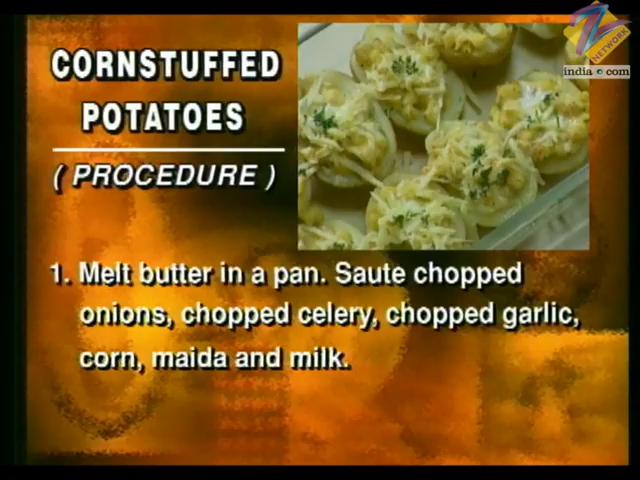 Z
NETWORK
india.com
CORNSTUFFED
POTATOES
( PROCEDURE )
1. Melt butter in a pan. Saute chopped
onions, chopped celery, chopped garlic,
corn, maida and milk.